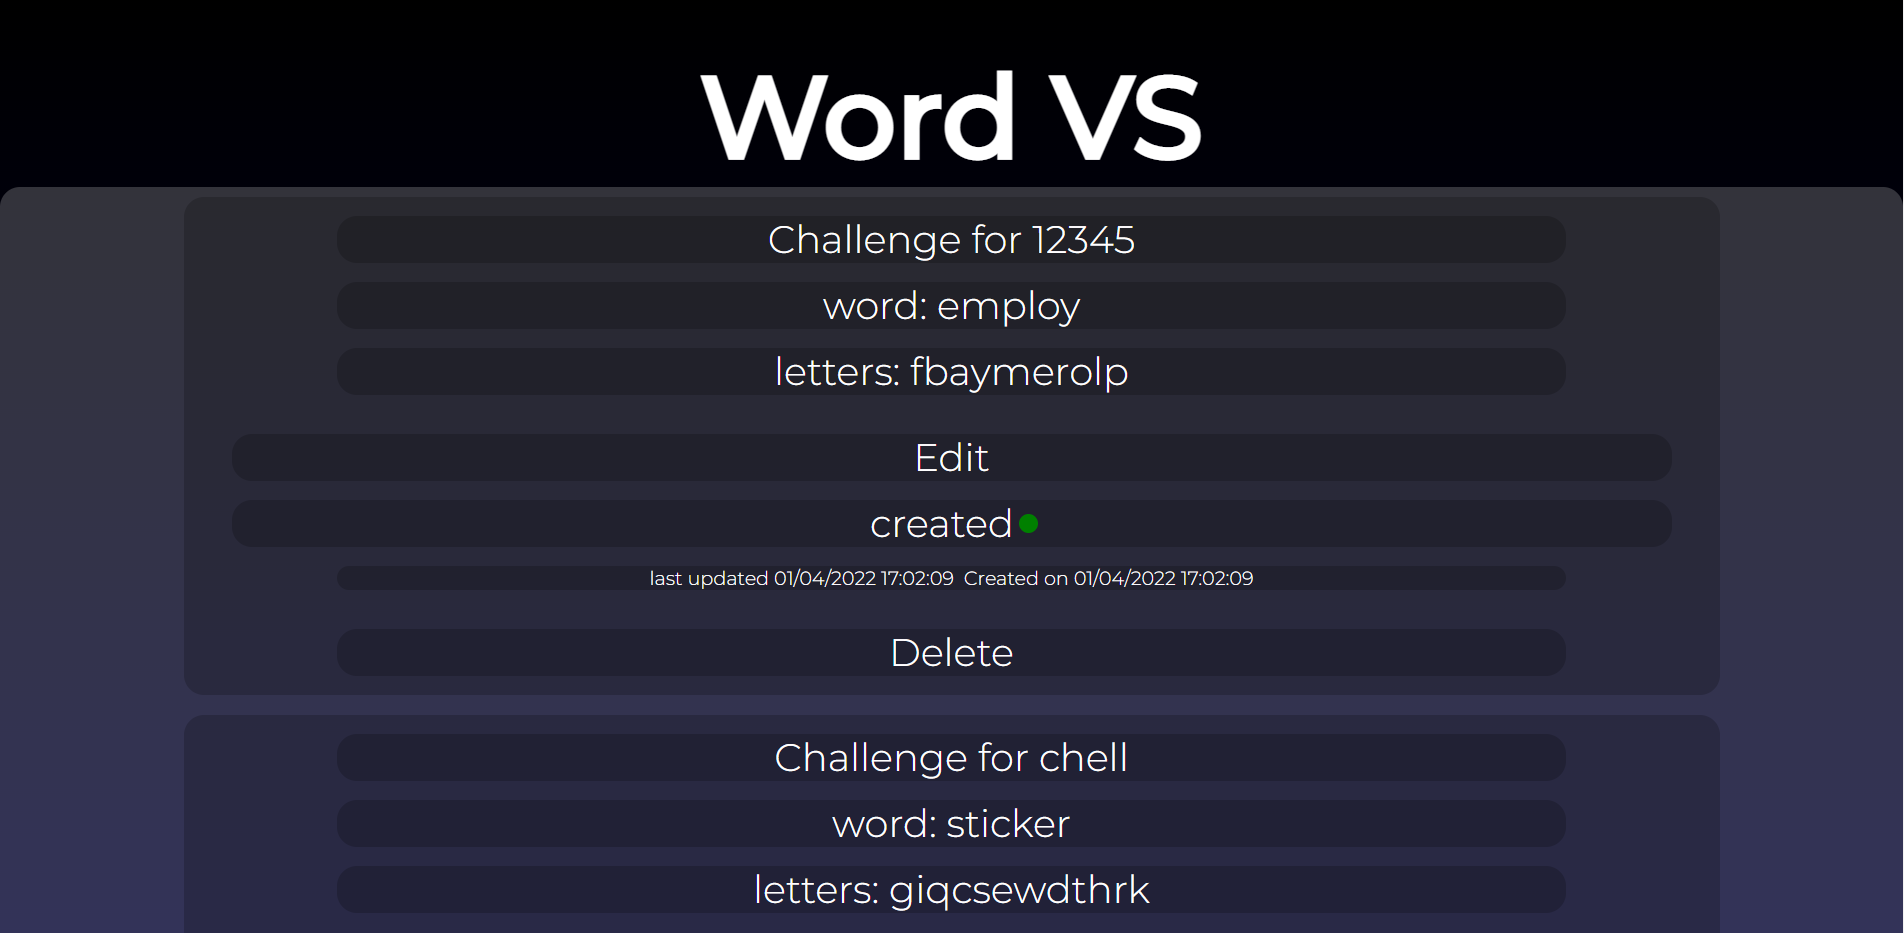 Word VS
Challenge for 12345
word: employ
letters: fbaymerolp
Edit
created
last updated 01/04/2022 17:02:09 Created on 01/04/2022 17:02:09
Delete
Challenge for chell
word: sticker
letters: giqcsewdthrk